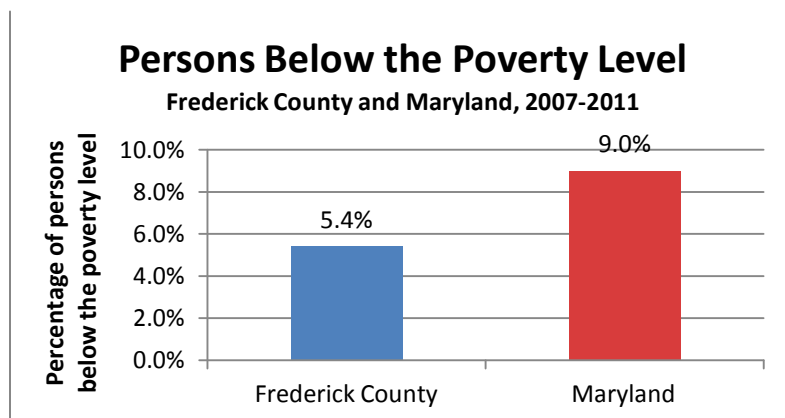 Persons Below the Poverty Level
Frederick County and Maryland, 2007-2011
Percentage of persons
below the poverty level
10.0%
8.0%
6.0%
4.0%
2.0%
0.0%
5.4%
9.0%
Frederick County
Maryland